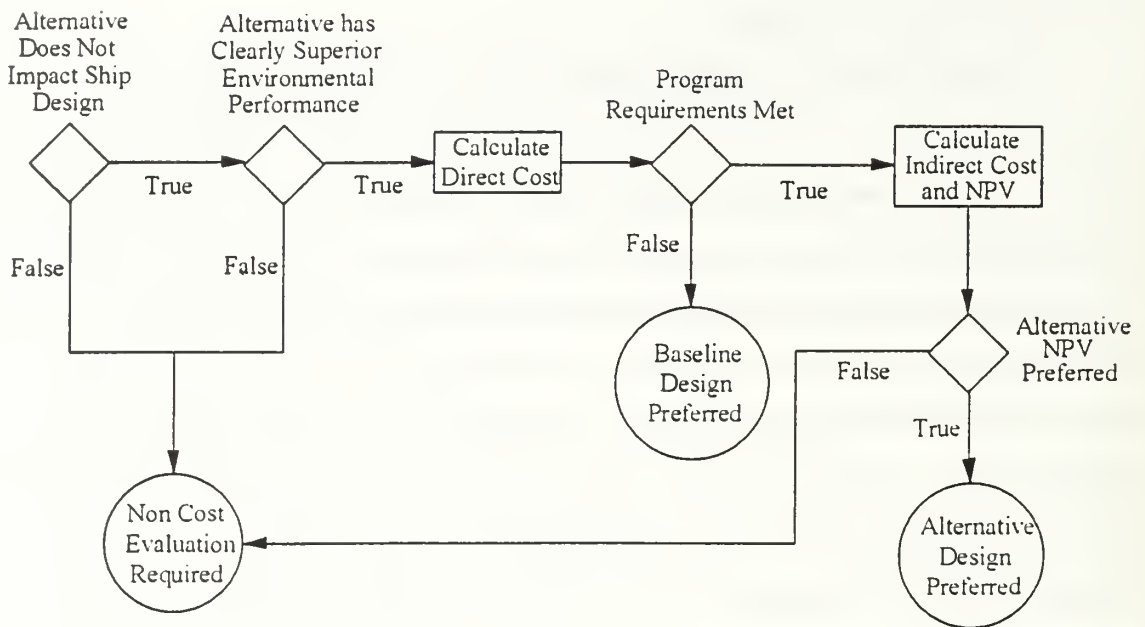 Alternative
Does Not
Impact Ship
Design
Alternative has
Clearly Superior
Environmental
Performance
Program
Requirements Met
Calculate
Direct Cost
Calculate
Indirect Cost
and NPV
True
True
True
False
False
False
Baseline
Design
Preferred
False
Alternative
NPV
Preferred
True
Non Cost
Evaluation
Required
Alternative
Design
Preferred